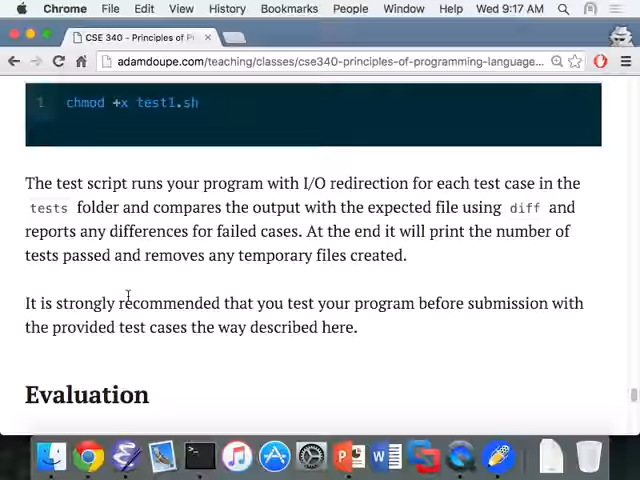 Chrome File Edit View History Bookmarks People Window Help Wed 9:17 AM
CSE 340 - Principles of P
adamdoupe.com/teaching/classes/cse340-principles-of-programming-language...
1 chmod +x test1.sh
The test script runs your program with I/O redirection for each test case in the
tests folder and compares the output with the expected file using diff and
reports any differences for failed cases. At the end it will print the number of
tests passed and removes any temporary files created.
It is strongly recommended that you test your program before submission with
the provided test cases the way described here.
Evaluation